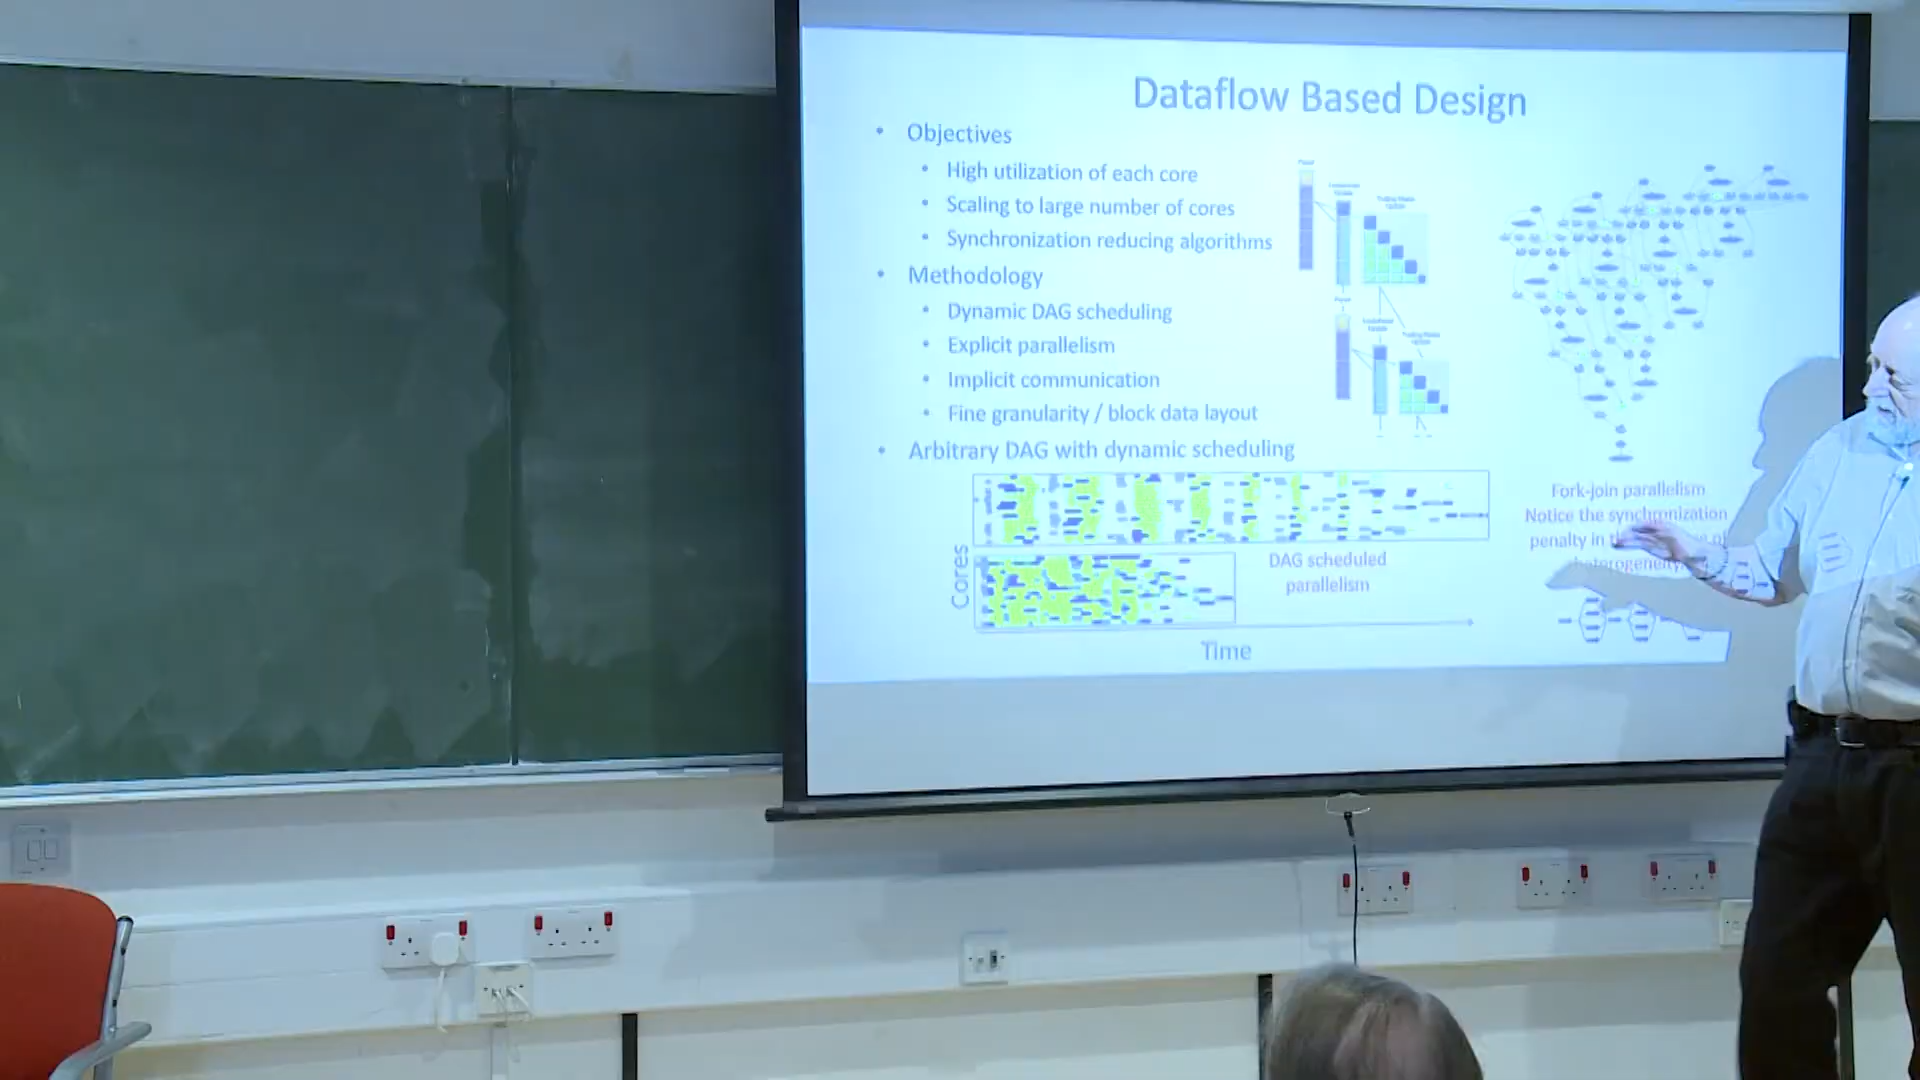 Dataflow Based Design
• Objectives
• High utilization of each core
• Scaling to large number of cores
• Synchronization reducing algorithms
• Methodology
• Dynamic DAG scheduling
• Explicit parallelism
• Implicit communication
• Fine granularity / block data layout
• Arbitrary DAG with dynamic scheduling
Fork-join parallelism
Notice the synchronization
penalty in of
heterogeneity
Cores
DAG scheduled
parallelism
Time